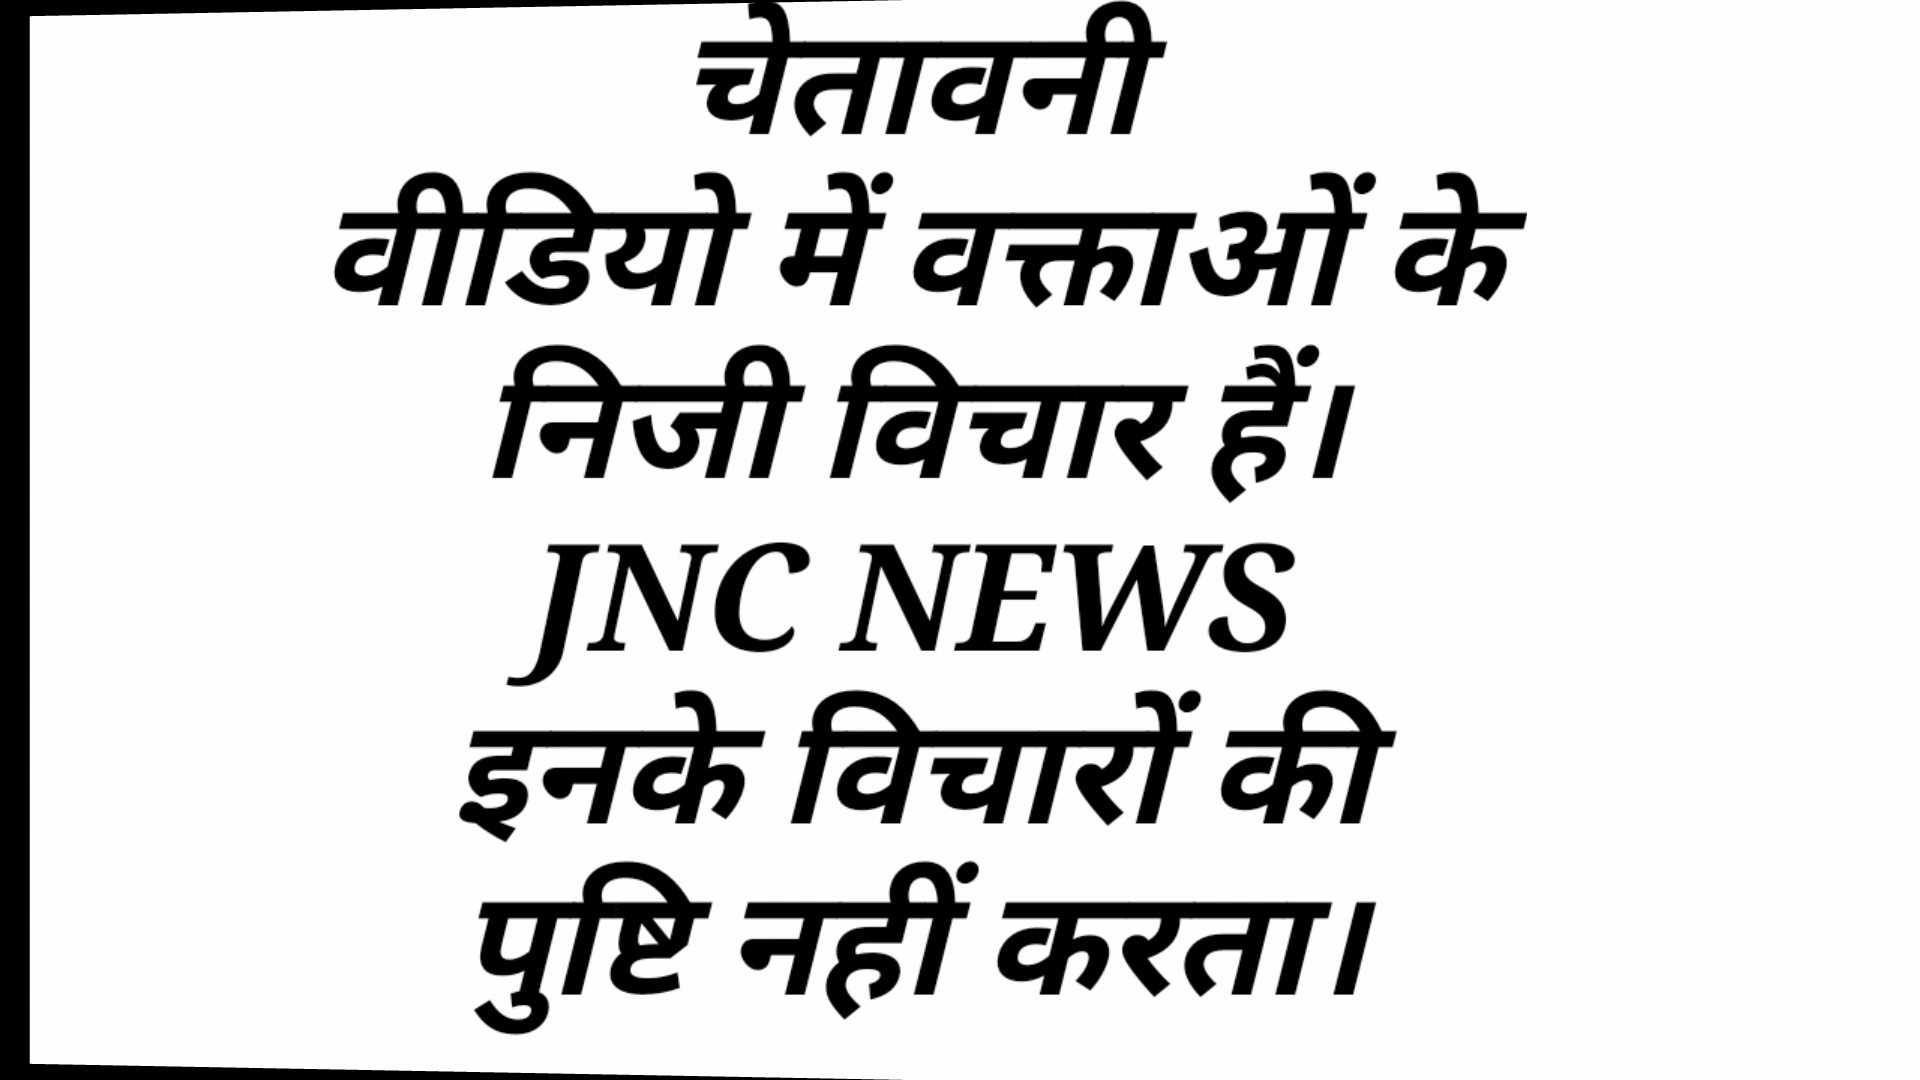 चेतावनी
वीडियो में वक्ताओं के
निजी विचार हैं।
JNC NEWS
इनके विचारों की
पुष्टि नहीं करता।